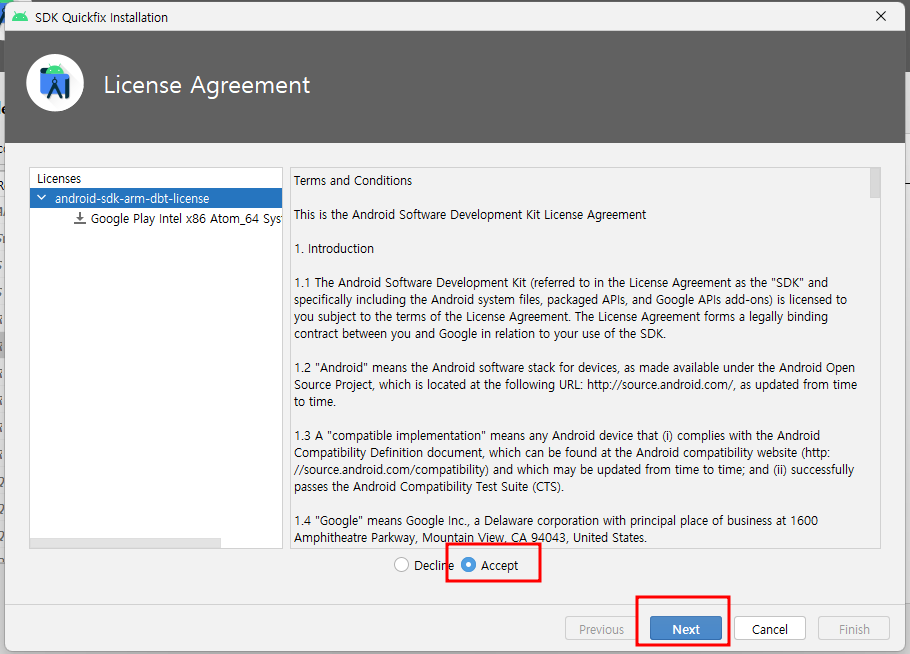 SDK Quickfix Installation
License Agreement
Licenses
android-sdk-arm-dbt-license
Google Play Intel x86 Atom_64 Sys
Terms and Conditions
This is the Android Software Development Kit License Agreement
1. Introduction
1.1 The Android Software Development Kit (referred to in the License Agreement as the "SDK" and
specifically including the Android system files, packaged APIs, and Google APIs add-ons) is licensed to
you subject to the terms of the License Agreement. The License Agreement forms a legally binding
contract between you and Google in relation to your use of the SDK.
1.2 "Android" means the Android software stack for devices, as made available under the Android Open
Source Project, which is located at the following URL: http://source.android.com/, as updated from time
to time.
1.3 A "compatible implementation" means any Android device that (i) complies with the Android
Compatibility Definition document, which can be found at the Android compatibility website (http:
//source.android.com/compatibility) and which may be updated from time to time; and (ii) successfully
passes the Android Compatibility Test Suite (CTS).
1.4 "Google" means Google Inc., a Delaware corporation with principal place of business at 1600
Amphitheatre Parkway, Mountain View, CA 94043, United States.
Decline Accept
Previous Next Cancel Finish